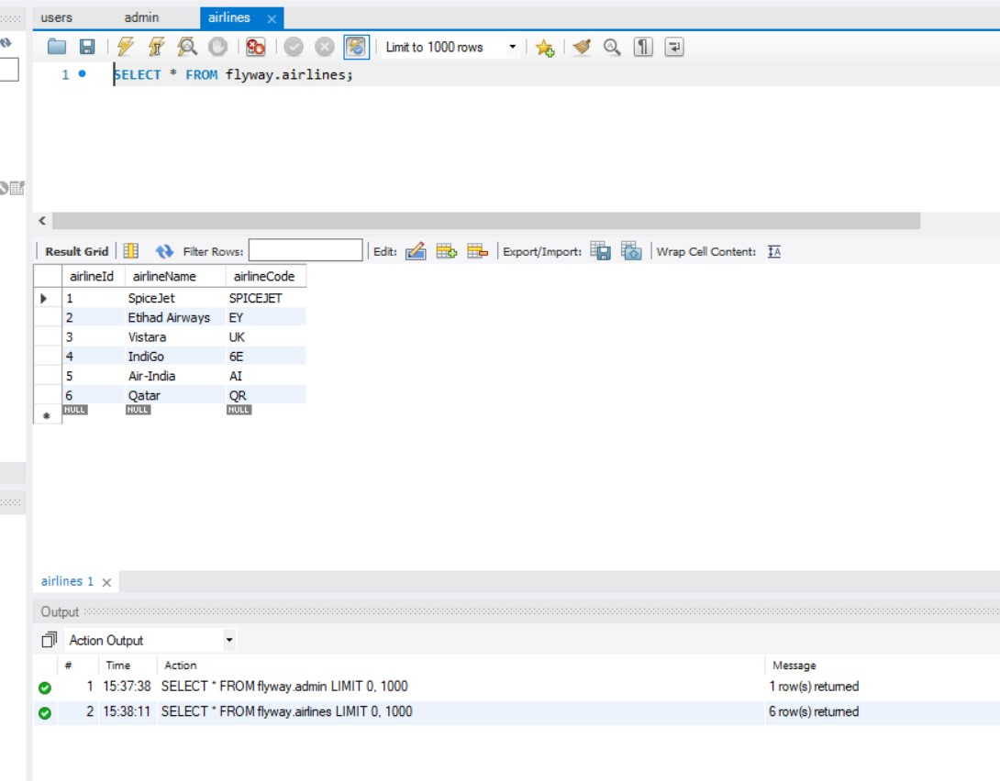 users admin airlines
Limit to 1000 rows
1 SELECT * FROM flyway.airlines;
Result Grid Filter Rows: Edit: Export/Import: Wrap Cell Content:
airlineId airlineName airlineCode
1 SpiceJet SPICEJET
2 Etihad Airways EY
3 Vistara UK
4 IndiGo 6E
5 Air-India AI
6 Qatar QR
NULL NULL NULL
airlines 1
Output
Action Output
# Time Action Message
1 15:37:38 SELECT * FROM flyway.admin LIMIT 0, 1000 1 row(s) returned
2 15:38:11 SELECT * FROM flyway.airlines LIMIT 0, 1000 6 row(s) returned